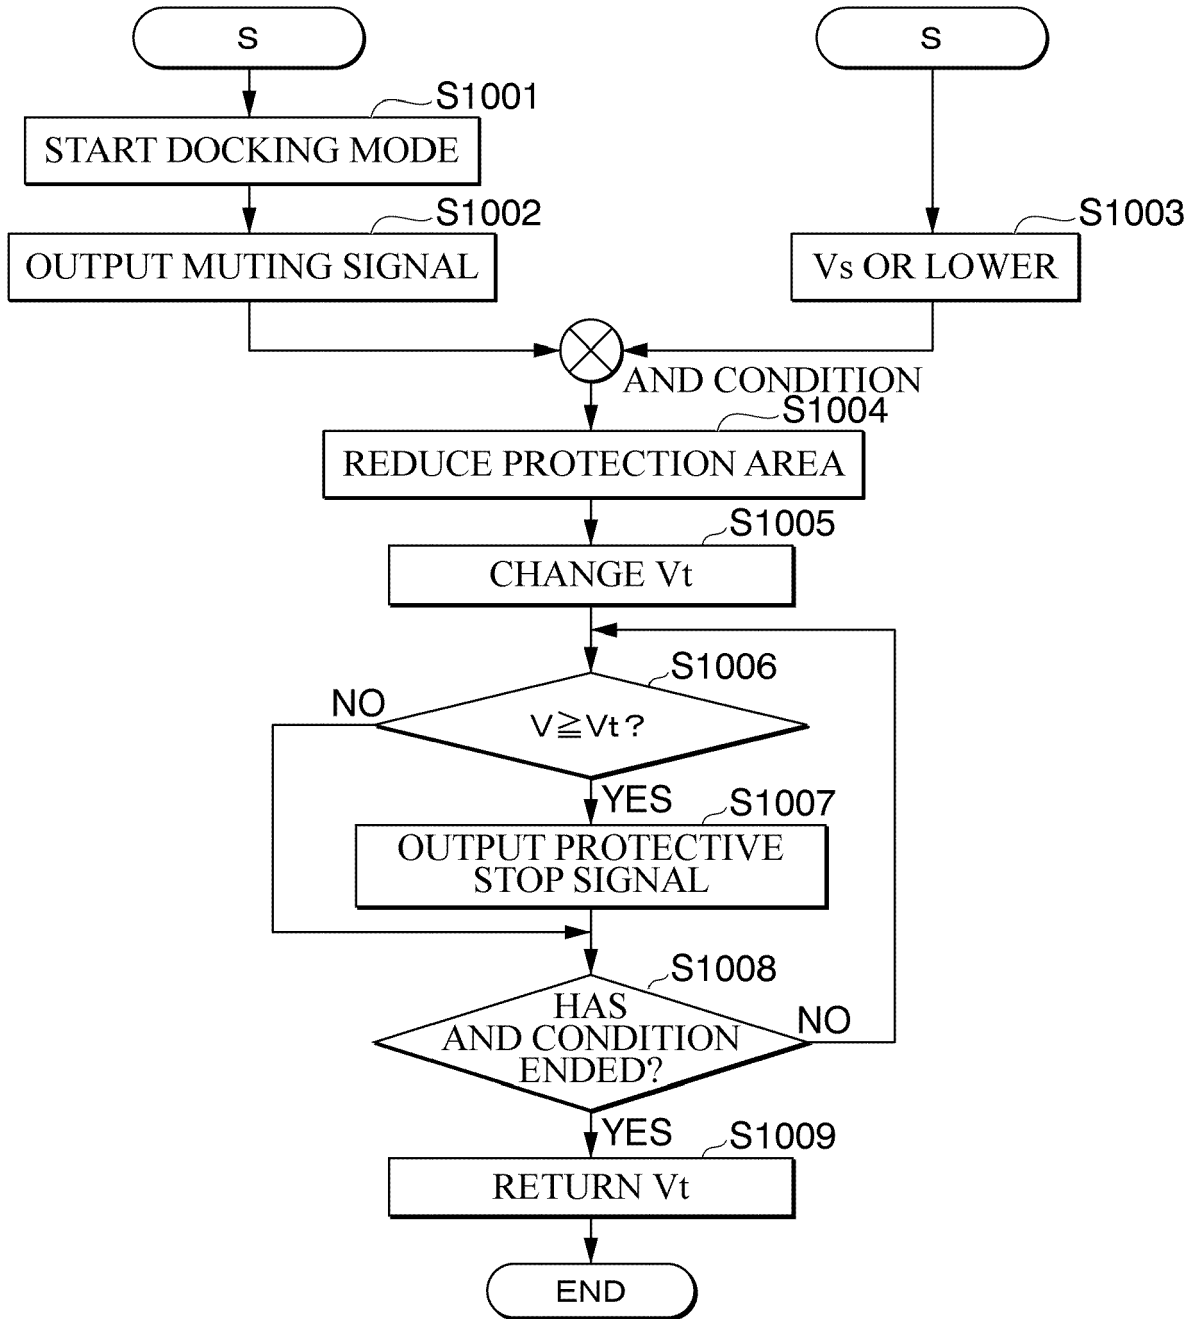 S
S
S1001
START DOCKING MODE
S1002
OUTPUT MUTING SIGNAL
S1003
Vs OR LOWER
AND CONDITION
S1004
REDUCE PROTECTION AREA
S1005
CHANGE Vt
S1006
NO
V≧Vt?
YES
S1007
OUTPUT PROTECTIVE
STOP SIGNAL
S1008
HAS
AND CONDITION
ENDED?
NO
YES
S1009
RETURN Vt
END